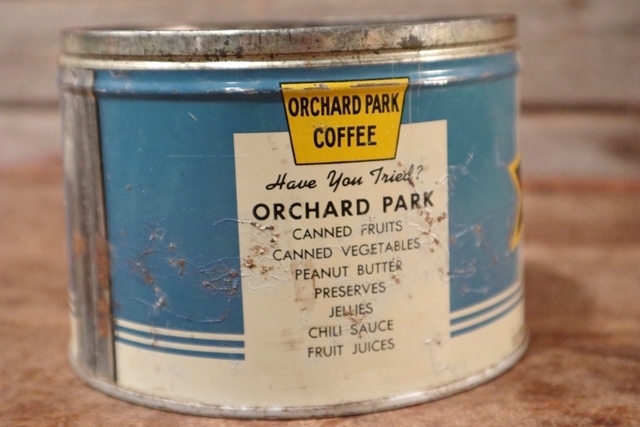 ORCHARD PARK
COFFEE
Have You Tried?
ORCHARD PARK
CANNED FRUITS
CANNED VEGETABLES
PEANUT BUTTER
PRESERVES
JELLIES
CHILI SAUCE
FRUIT JUICES